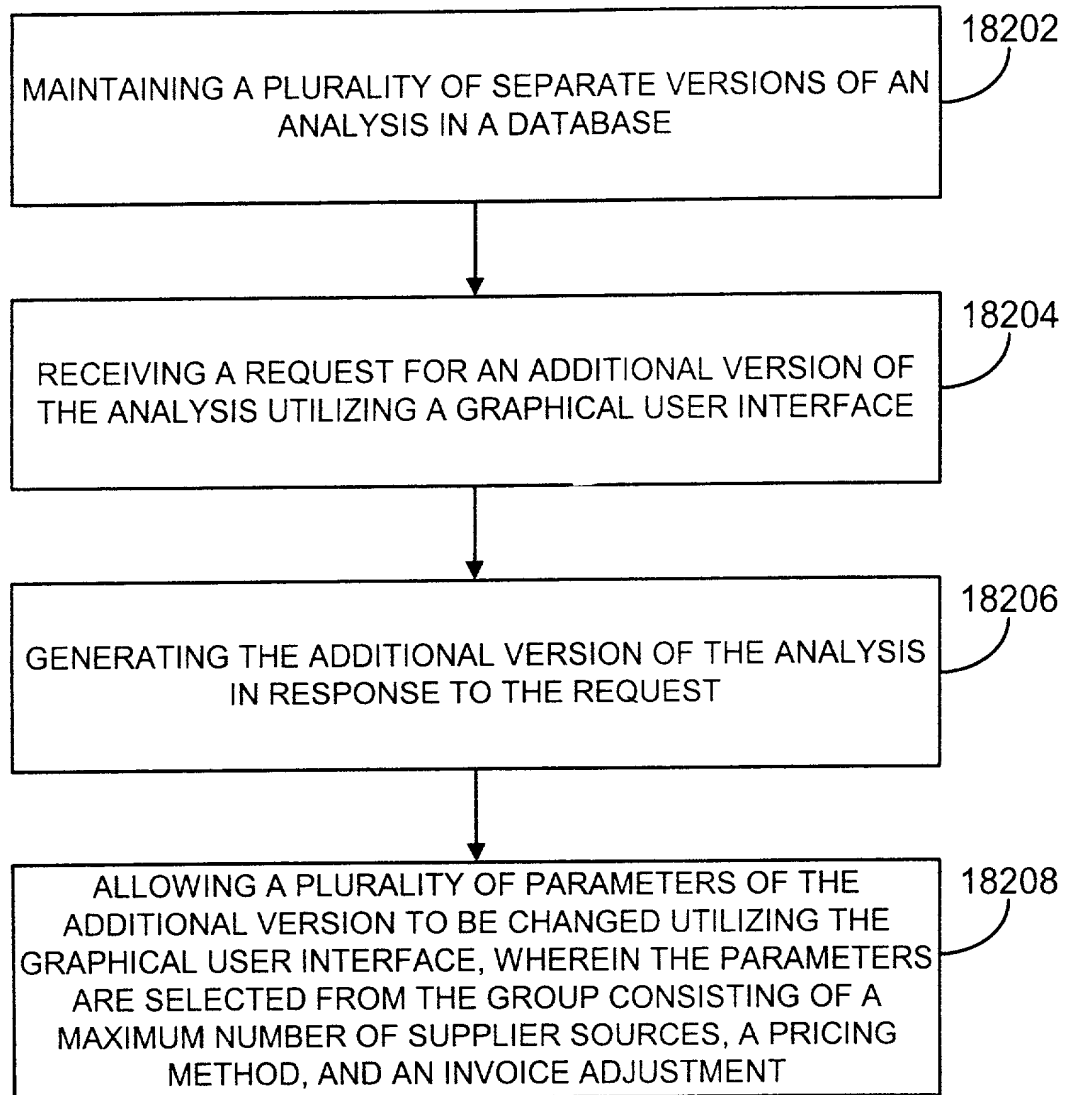 18202
MAINTAINING A PLURALITY OF SEPARATE VERSIONS OF AN
ANALYSIS IN A DATABASE
18204
RECEIVING A REQUEST FOR AN ADDITIONAL VERSION OF
THE ANALYSIS UTILIZING A GRAPHICAL USER INTERFACE
18206
GENERATING THE ADDITIONAL VERSION OF THE ANALYSIS
IN RESPONSE TO THE REQUEST
18208
ALLOWING A PLURALITY OF PARAMETERS OF THE
ADDITIONAL VERSION TO BE CHANGED UTILIZING THE
GRAPHICAL USER INTERFACE, WHEREIN THE PARAMETERS
ARE SELECTED FROM THE GROUP CONSISTING OF A
MAXIMUM NUMBER OF SUPPLIER SOURCES, A PRICING
METHOD, AND AN INVOICE ADJUSTMENT